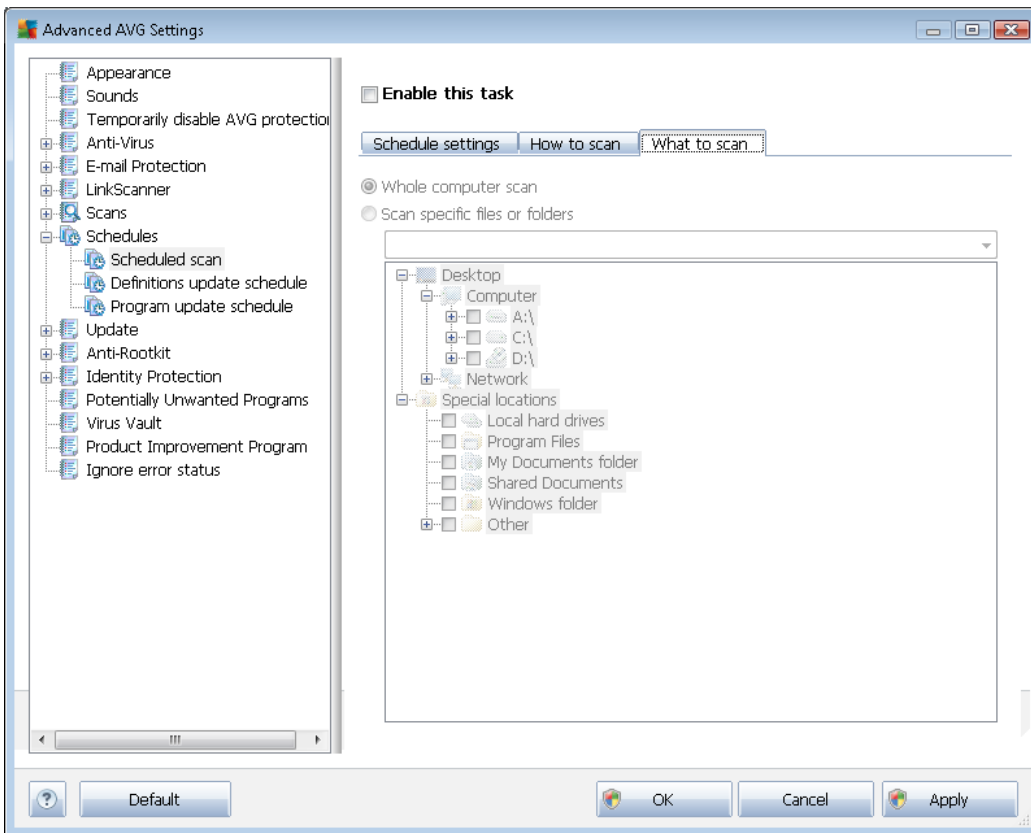 Advanced AVG Settings
Appearance
Sounds
Temporarily disable AVG protection
Anti-Virus
E-mail Protection
LinkScanner
Scans
Schedules
Scheduled scan
Definitions update schedule
Program update schedule
Update
Anti-Rootkit
Identity Protection
Potentially Unwanted Programs
Virus Vault
Product Improvement Program
Ignore error status
Enable this task
Schedule settings
How to scan
What to scan
Whole computer scan
Scan specific files or folders
Desktop
Computer
A:\
C:\
D:\
Network
Special locations
Local hard drives
Program Files
My Documents folder
Shared Documents
Windows folder
Other
?
Default
OK
Cancel
Apply